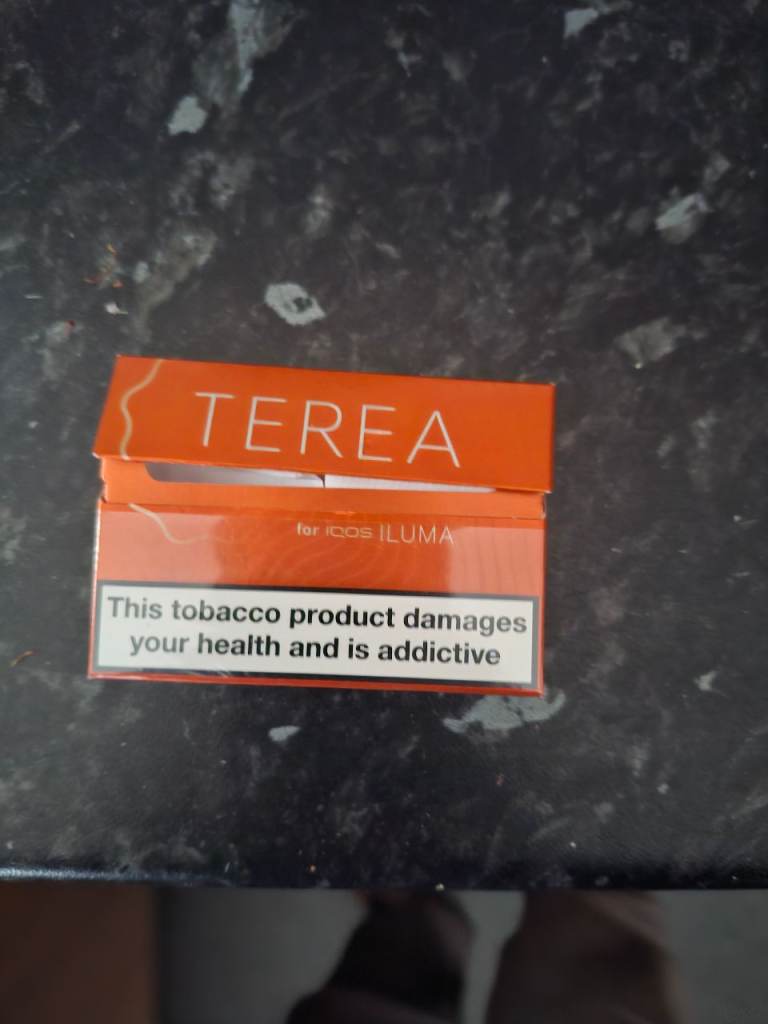 TEREA
for IQOS ILUMA
This tobacco product damages
your health and is addictive